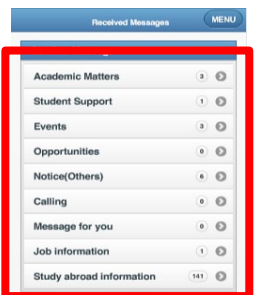 Received Messages
MENU
Academic Matters 3
Student Support 1
Events 3
Opportunities 0
Notice(Others) 6
Calling 0
Message for you 0
Job information 1
Study abroad information 141